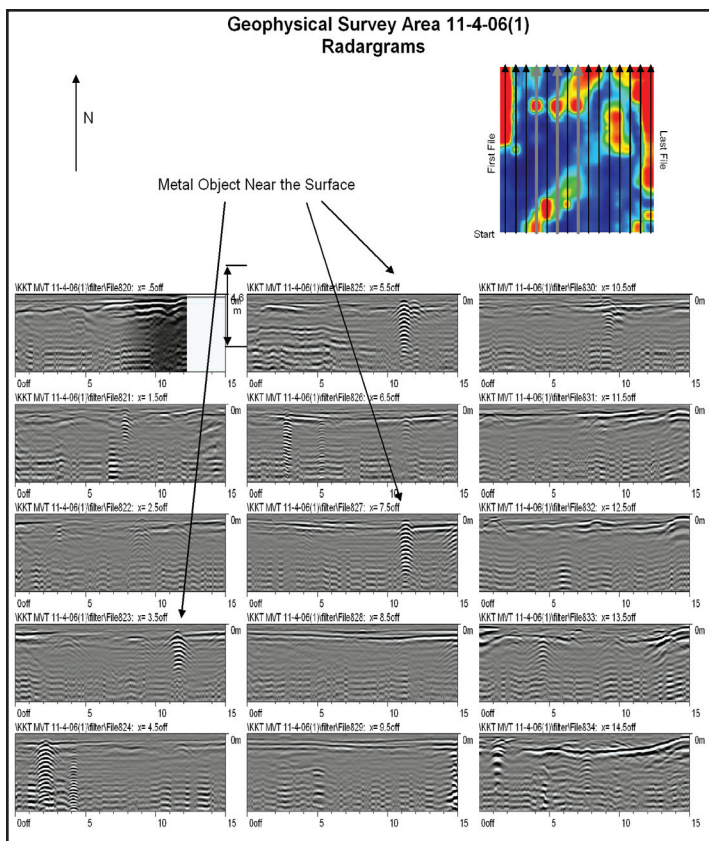 Geophysical Survey Area 11-4-06(1)
Radargrams
N
First File
Last File
Start
Metal Object Near the Surface
4.6
m
\KKT MVT 11-4-06(1)\filter\File820: x= .5off
0m
0off 5 10 15
\KKT MVT 11-4-06(1)\filter\File821: x= 1.5off
0m
0off 5 10 15
\KKT MVT 11-4-06(1)\filter\File822: x= 2.5off
0m
0off 5 10 15
\KKT MVT 11-4-06(1)\filter\File823: x= 3.5off
0m
0off 5 10 15
\KKT MVT 11-4-06(1)\filter\File824: x= 4.5off
0m
0off 5 10 15
\KKT MVT 11-4-06(1)\filter\File825: x= 5.5off
0m
0off 5 10 15
\KKT MVT 11-4-06(1)\filter\File826: x= 6.5off
0m
0off 5 10 15
\KKT MVT 11-4-06(1)\filter\File827: x= 7.5off
0m
0off 5 10 15
\KKT MVT 11-4-06(1)\filter\File828: x= 8.5off
0m
0off 5 10 15
\KKT MVT 11-4-06(1)\filter\File829: x= 9.5off
0m
0off 5 10 15
\KKT MVT 11-4-06(1)\filter\File830: x= 10.5off
0m
0off 5 10 15
\KKT MVT 11-4-06(1)\filter\File831: x= 11.5off
0m
0off 5 10 15
\KKT MVT 11-4-06(1)\filter\File832: x= 12.5off
0m
0off 5 10 15
\KKT MVT 11-4-06(1)\filter\File833: x= 13.5off
0m
0off 5 10 15
\KKT MVT 11-4-06(1)\filter\File834: x= 14.5off
0m
0off 5 10 15